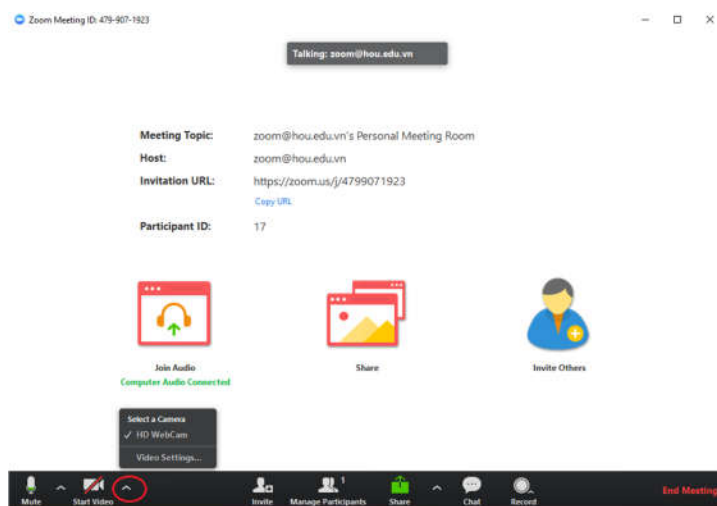 Zoom Meeting ID: 479-907-1923
Talking: zoom@hou.edu.vn
Meeting Topic: zoom@hou.edu.vn's Personal Meeting Room
Host: zoom@hou.edu.vn
Invitation URL: https://zoom.us/j/4799071923
Copy URL
Participant ID: 17
Join Audio
Computer Audio Connected
Share
Invite Others
Select a Camera
✓ HD WebCam
Video Settings...
Mute
Start Video
Invite
1
Manage Participants
Share
Chat
Record
End Meeting